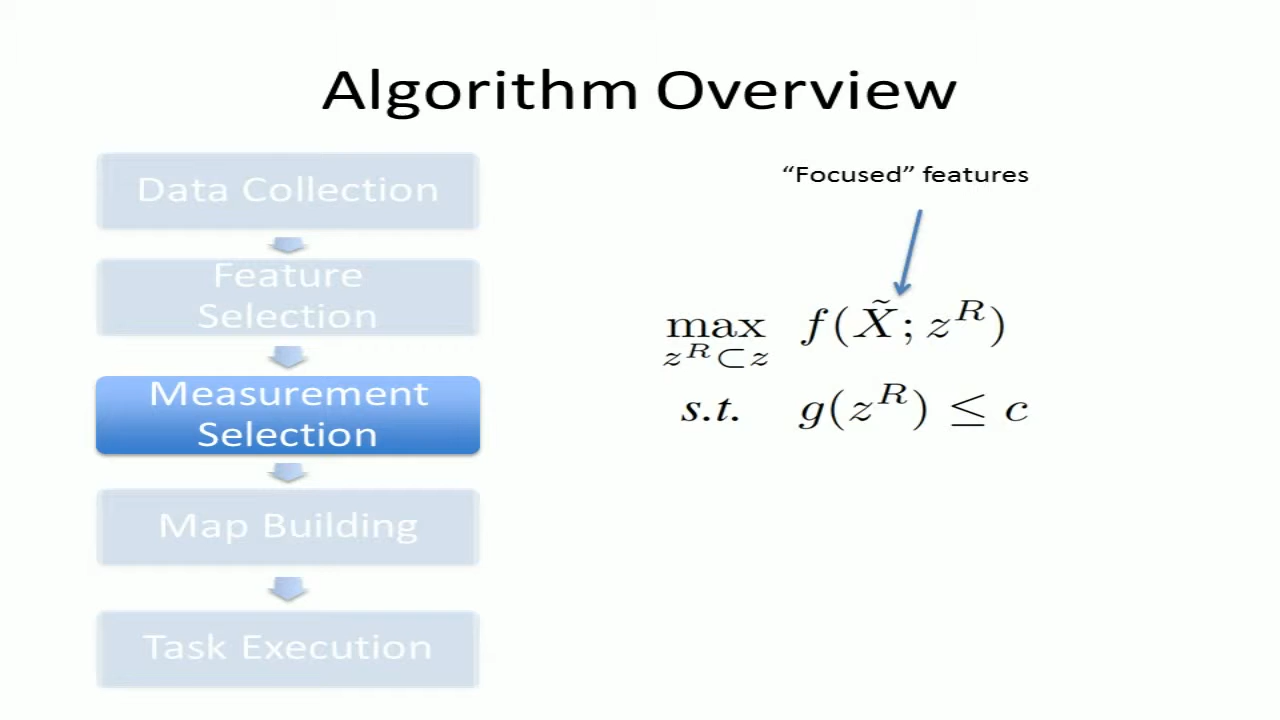 Algorithm Overview
Data Collection
Feature
Selection
Measurement
Selection
Map Building
Task Execution
“Focused” features
max f(X̃; z^R)
z^R ⊂ z
s.t. g(z^R) ≤ c